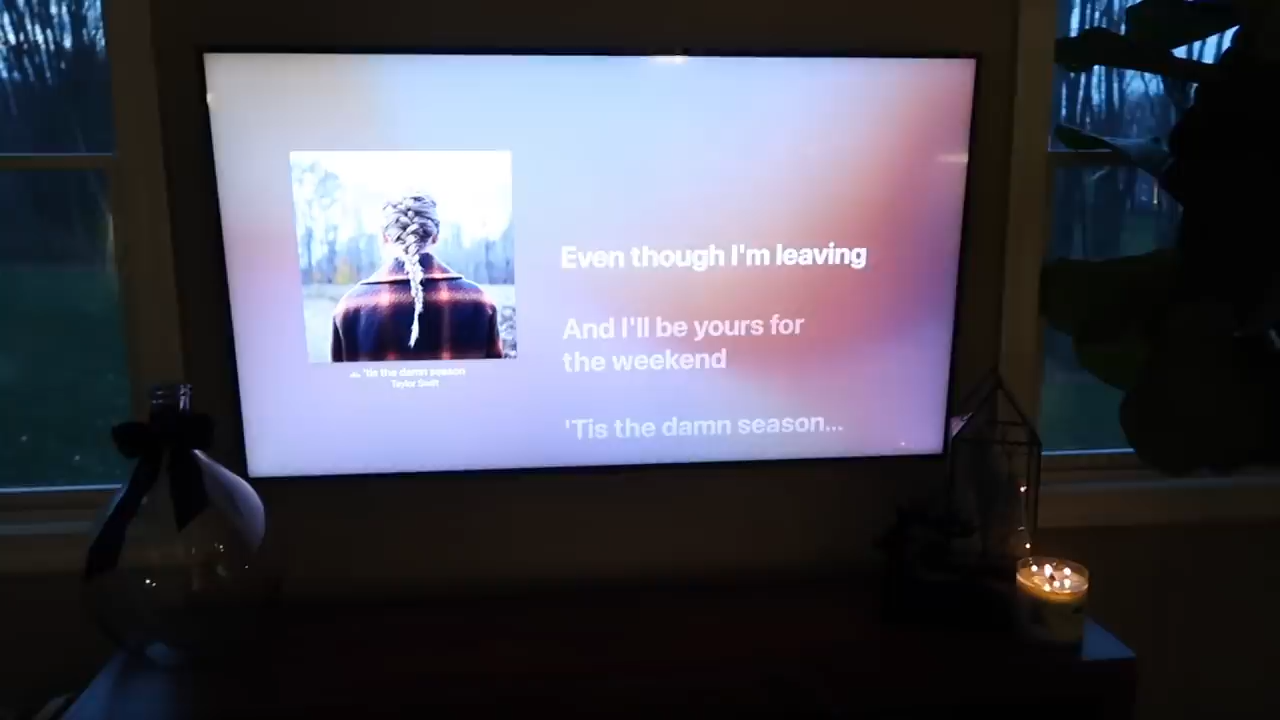 'tis the damn season
Taylor Swift
Even though I'm leaving
And I'll be yours for
the weekend
'Tis the damn season...